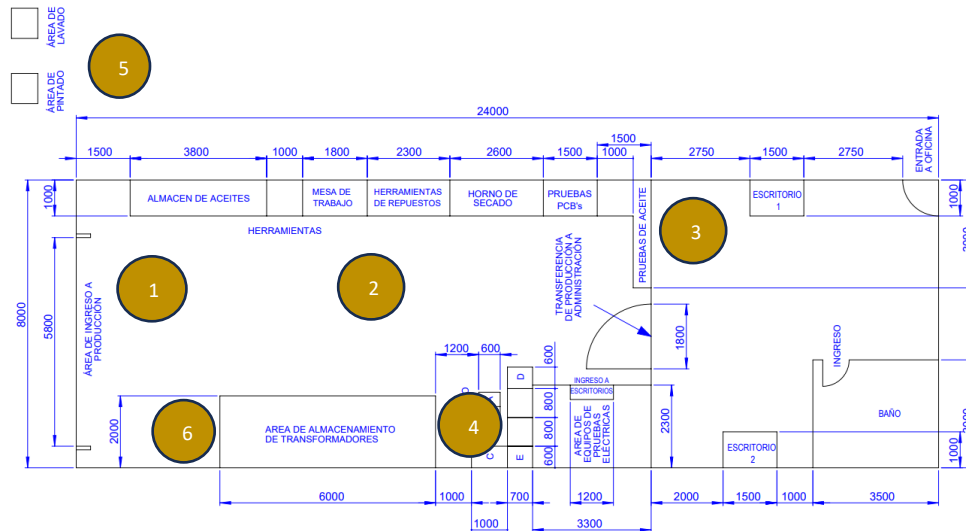 ÁREA DE
LAVADO
ÁREA DE
PINTADO
5
24000
1500
3800
1000
1800
2300
2600
1500
1500
1000
2750
1500
2750
ENTRADA
A OFICINA
1000
ALMACEN DE ACEITES
MESA DE
TRABAJO
HERRAMIENTAS
DE REPUESTOS
HORNO DE
SECADO
PRUEBAS
PCB's
PRUEBAS DE ACEITE
ESCRITORIO
1
1000
HERRAMIENTAS
3
8000
5800
ÁREA DE INGRESO A
PRODUCCIÓN
1
2
TRANSFERENCIA
DE PRODUCCIÓN A
ADMINISTRACIÓN
1800
INGRESO
1200
600
600
D
INGRESO A
ESCRITORIOS
800
800
600
2000
6
AREA DE ALMACENAMIENTO
DE TRANSFORMADORES
4
C
E
AREA DE
EQUIPOS DE
PRUEBAS
ELÉCTRICAS
2300
BAÑO
ESCRITORIO
2
1000
6000
1000
700
1200
2000
1500
1000
3500
1000
3300